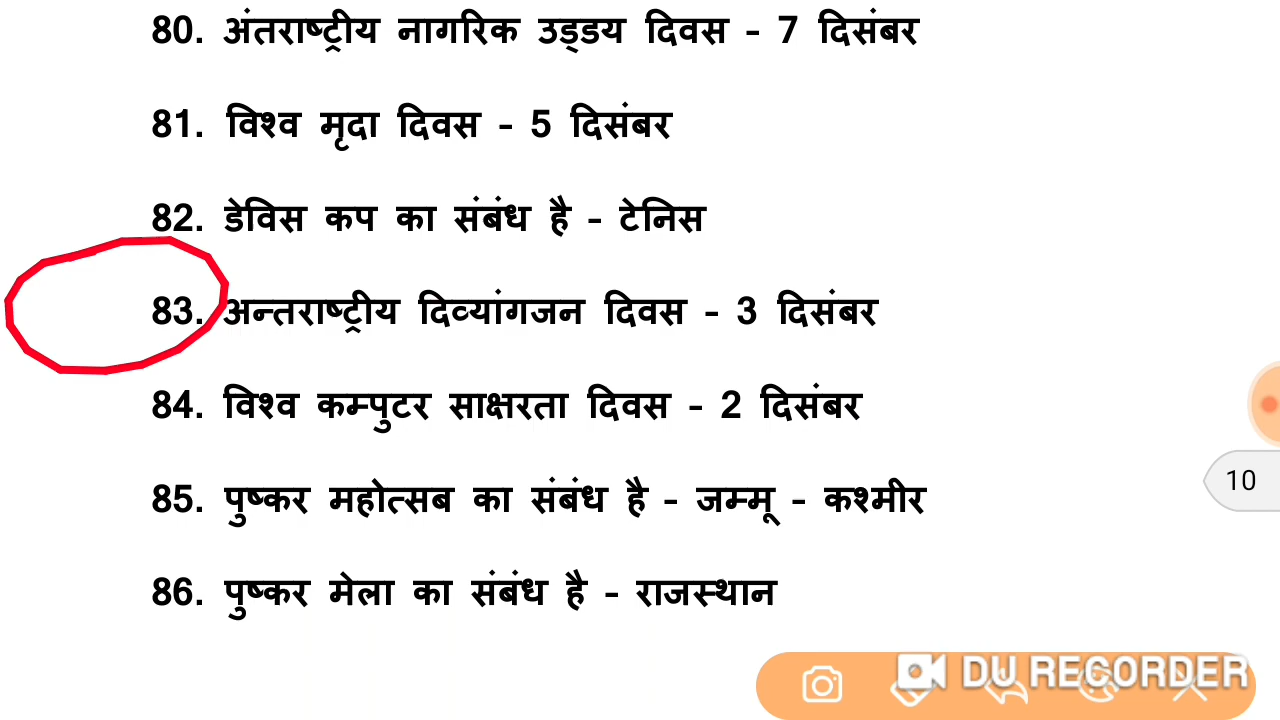 80. अंतराष्ट्रीय नागरिक उड्डय दिवस - 7 दिसंबर
81. विश्व मृदा दिवस - 5 दिसंबर
82. डेविस कप का संबंध है - टेनिस
83. अन्तराष्ट्रीय दिव्यांगजन दिवस - 3 दिसंबर
84. विश्व कम्पुटर साक्षरता दिवस - 2 दिसंबर
10
85. पुष्कर महोत्सब का संबंध है - जम्मू - कश्मीर
86. पुष्कर मेला का संबंध है - राजस्थान
DU RECORDER